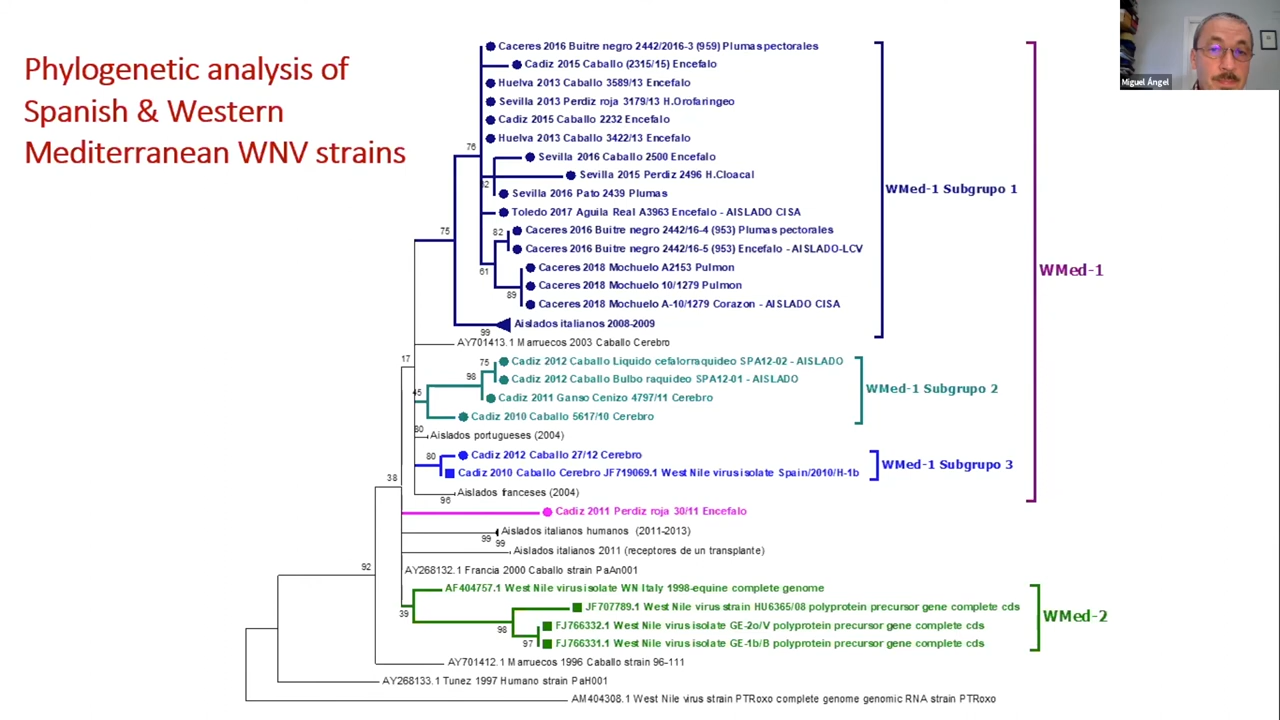 Phylogenetic analysis of
Spanish & Western
Mediterranean WNV strains
Miguel Ángel
Caceres 2016 Buitre negro 2442/2016-3 (959) Plumas pectorales
Cadiz 2015 Caballo (2315/15) Encefalo
Huelva 2013 Caballo 3589/13 Encefalo
Sevilla 2013 Perdiz roja 3179/13 H.Orofaringeo
Cadiz 2015 Caballo 2232 Encefalo
Huelva 2013 Caballo 3422/13 Encefalo
76
Sevilla 2016 Caballo 2500 Encefalo
Sevilla 2015 Perdiz 2496 H.Cloacal
Sevilla 2016 Pato 2439 Plumas
WMed-1 Subgrupo 1
Toledo 2017 Aguila Real A3963 Encefalo - AISLADO CISA
75
82
Caceres 2016 Buitre negro 2442/16-4 (953) Plumas pectorales
Caceres 2016 Buitre negro 2442/16-5 (953) Encefalo - AISLADO-LCV
61
Caceres 2018 Mochuelo A2153 Pulmon
WMed-1
Caceres 2018 Mochuelo 10/1279 Pulmon
89
Caceres 2018 Mochuelo A-10/1279 Corazon - AISLADO CISA
Aislados italianos 2008-2009
99
AY701413.1 Marruecos 2003 Caballo Cerebro
17
75
Cadiz 2012 Caballo Liquido cefalorraquideo SPA12-02 - AISLADO
98
Cadiz 2012 Caballo Bulbo raquideo SPA12-01 - AISLADO
WMed-1 Subgrupo 2
45
Cadiz 2011 Ganso Cenizo 4797/11 Cerebro
Cadiz 2010 Caballo 5617/10 Cerebro
80
Aislados portugueses (2004)
80
Cadiz 2012 Caballo 27/12 Cerebro
WMed-1 Subgrupo 3
Cadiz 2010 Caballo Cerebro JF719069.1 West Nile virus isolate Spain/2010/H-1b
38
Aislados franceses (2004)
96
Cadiz 2011 Perdiz roja 30/11 Encefalo
Aislados italianos humanos (2011-2013)
99
99
Aislados italianos 2011 (receptores de un transplante)
92
AY268132.1 Francia 2000 Caballo strain PaAn001
AF404757.1 West Nile virus isolate WN Italy 1998-equine complete genome
39
JF707789.1 West Nile virus strain HU6365/08 polyprotein precursor gene complete cds
WMed-2
98
FJ766332.1 West Nile virus isolate GE-2o/V polyprotein precursor gene complete cds
97
FJ766331.1 West Nile virus isolate GE-1b/B polyprotein precursor gene complete cds
AY701412.1 Marruecos 1996 Caballo strain 96-111
AY268133.1 Tunez 1997 Humano strain PaH001
AM404308.1 West Nile virus strain PTRoxo complete genome genomic RNA strain PTRoxo